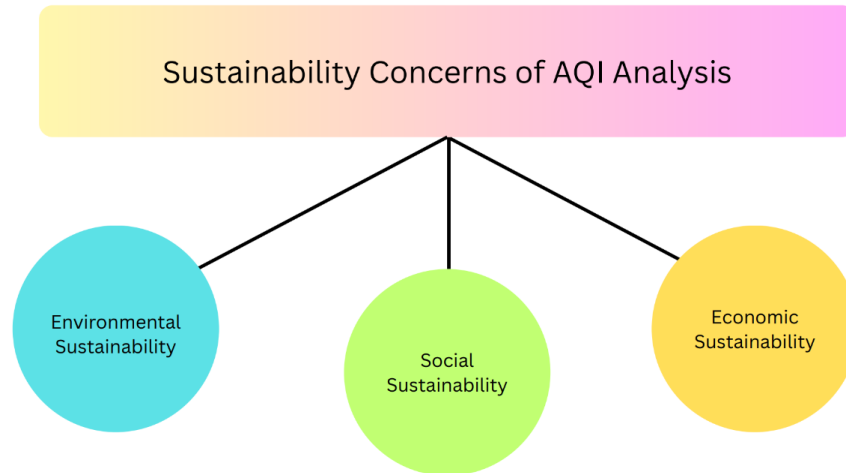 Sustainability Concerns of AQI Analysis
Environmental
Sustainability
Social
Sustainability
Economic
Sustainability